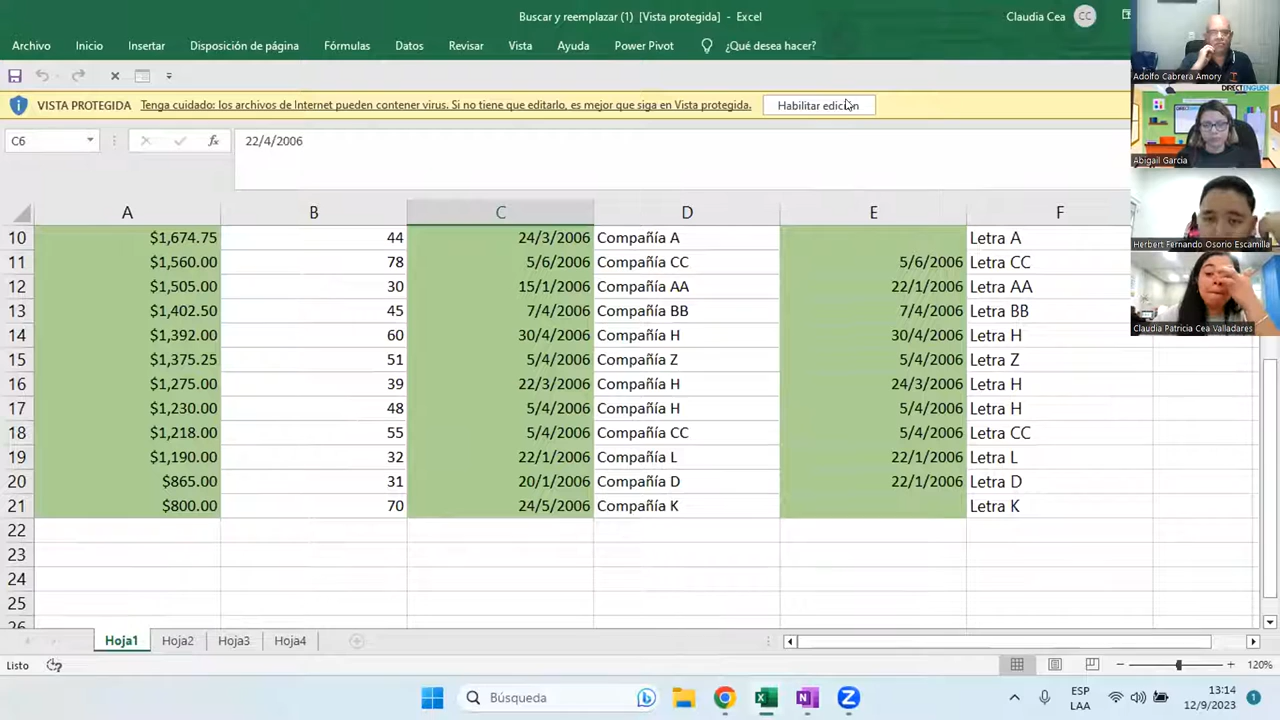 Buscar y reemplazar (1) [Vista protegida] - Excel
Claudia Cea CC
Archivo Inicio Insertar Disposición de página Fórmulas Datos Revisar Vista Ayuda Power Pivot ¿Qué desea hacer?
VISTA PROTEGIDA Tenga cuidado: los archivos de Internet pueden contener virus. Si no tiene que editarlo, es mejor que siga en Vista protegida. Habilitar edición
C6 fx 22/4/2006
A B C D E F
10 $1,674.75 44 24/3/2006 Compañía A Letra A
11 $1,560.00 78 5/6/2006 Compañía CC 5/6/2006 Letra CC
12 $1,505.00 30 15/1/2006 Compañía AA 22/1/2006 Letra AA
13 $1,402.50 45 7/4/2006 Compañía BB 7/4/2006 Letra BB
14 $1,392.00 60 30/4/2006 Compañía H 30/4/2006 Letra H
15 $1,375.25 51 5/4/2006 Compañía Z 5/4/2006 Letra Z
16 $1,275.00 39 22/3/2006 Compañía H 24/3/2006 Letra H
17 $1,230.00 48 5/4/2006 Compañía H 5/4/2006 Letra H
18 $1,218.00 55 5/4/2006 Compañía CC 5/4/2006 Letra CC
19 $1,190.00 32 22/1/2006 Compañía L 22/1/2006 Letra L
20 $865.00 31 20/1/2006 Compañía D 22/1/2006 Letra D
21 $800.00 70 24/5/2006 Compañía K Letra K
22
23
24
25
26
Hoja1 Hoja2 Hoja3 Hoja4
Listo 120%
Búsqueda
ESP
LAA
13:14
12/9/2023
1
Adolfo Cabrera Amory
DIRECTENGLISH
Abigail Garcia
Herbert Fernando Osorio Escamilla
Claudia Patricia Cea Valladares